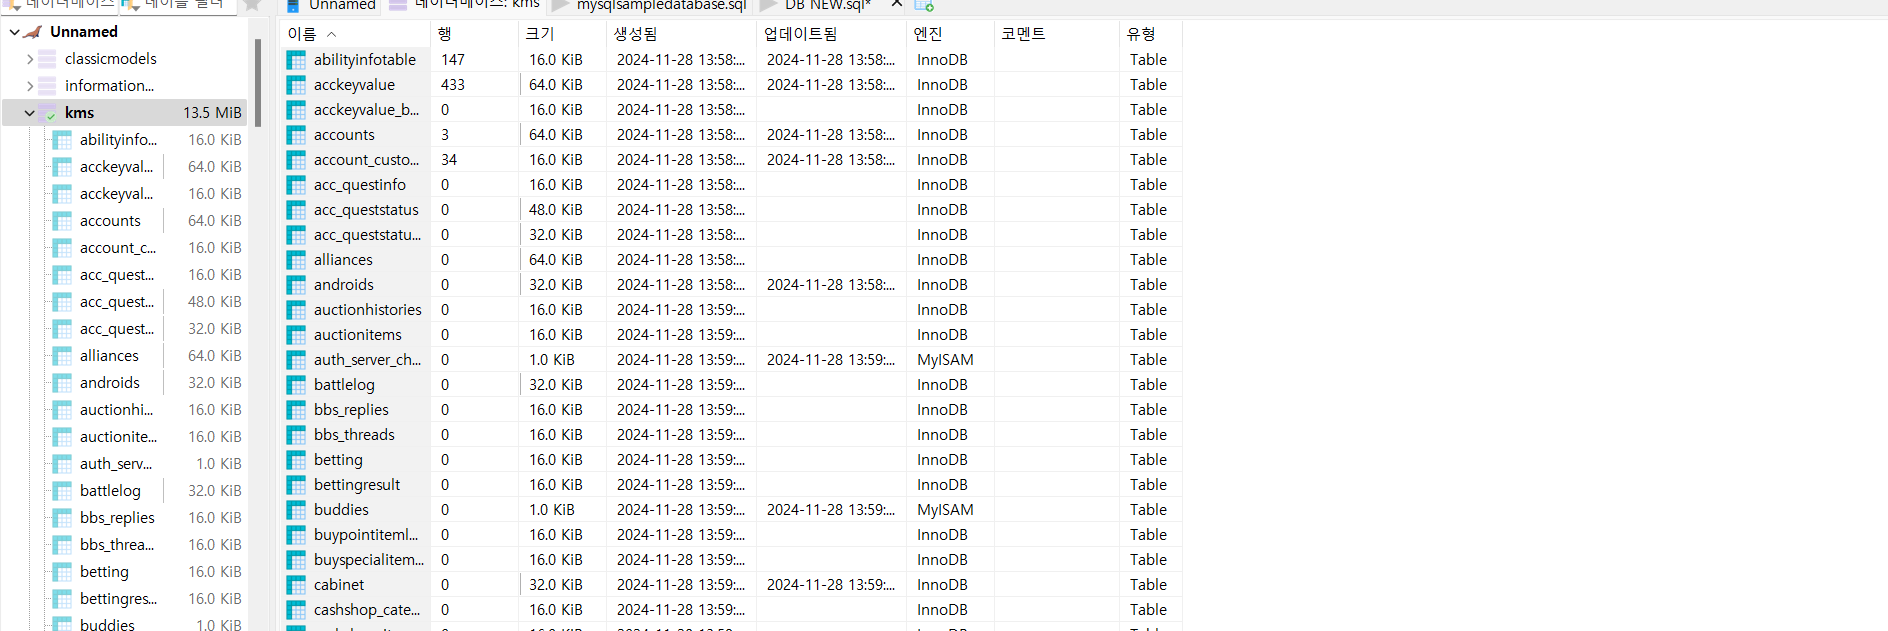 데이터베이스 테이블 필터 Unnamed 데이터베이스: kms mysqlsampledatabase.sql DB NEW.sql*
Unnamed
classicmodels
information...
kms 13.5 MiB
abilityinfo... 16.0 KiB
acckeyval... 64.0 KiB
acckeyval... 16.0 KiB
accounts 64.0 KiB
account_c... 16.0 KiB
acc_quest... 16.0 KiB
acc_quest... 48.0 KiB
acc_quest... 32.0 KiB
alliances 64.0 KiB
androids 32.0 KiB
auctionhi... 16.0 KiB
auctionite... 16.0 KiB
auth_serv... 1.0 KiB
battlelog 32.0 KiB
bbs_replies 16.0 KiB
bbs_threa... 16.0 KiB
betting 16.0 KiB
bettingres... 16.0 KiB
buddies 1.0 KiB
이름 행 크기 생성됨 업데이트됨 엔진 코멘트 유형
abilityinfotable 147 16.0 KiB 2024-11-28 13:58:... 2024-11-28 13:58:... InnoDB Table
acckeyvalue 433 64.0 KiB 2024-11-28 13:58:... 2024-11-28 13:58:... InnoDB Table
acckeyvalue_b... 0 16.0 KiB 2024-11-28 13:58:... InnoDB Table
accounts 3 64.0 KiB 2024-11-28 13:58:... 2024-11-28 13:58:... InnoDB Table
account_custo... 34 16.0 KiB 2024-11-28 13:58:... 2024-11-28 13:58:... InnoDB Table
acc_questinfo 0 16.0 KiB 2024-11-28 13:58:... InnoDB Table
acc_queststatus 0 48.0 KiB 2024-11-28 13:58:... InnoDB Table
acc_queststatu... 0 32.0 KiB 2024-11-28 13:58:... InnoDB Table
alliances 0 64.0 KiB 2024-11-28 13:58:... InnoDB Table
androids 0 32.0 KiB 2024-11-28 13:58:... 2024-11-28 13:58:... InnoDB Table
auctionhistories 0 16.0 KiB 2024-11-28 13:59:... InnoDB Table
auctionitems 0 16.0 KiB 2024-11-28 13:59:... InnoDB Table
auth_server_ch... 0 1.0 KiB 2024-11-28 13:59:... 2024-11-28 13:59:... MyISAM Table
battlelog 0 32.0 KiB 2024-11-28 13:59:... InnoDB Table
bbs_replies 0 16.0 KiB 2024-11-28 13:59:... InnoDB Table
bbs_threads 0 16.0 KiB 2024-11-28 13:59:... InnoDB Table
betting 0 16.0 KiB 2024-11-28 13:59:... InnoDB Table
bettingresult 0 16.0 KiB 2024-11-28 13:59:... InnoDB Table
buddies 0 1.0 KiB 2024-11-28 13:59:... 2024-11-28 13:59:... MyISAM Table
buypointiteml... 0 16.0 KiB 2024-11-28 13:59:... InnoDB Table
buyspecialitem... 0 16.0 KiB 2024-11-28 13:59:... InnoDB Table
cabinet 0 32.0 KiB 2024-11-28 13:59:... 2024-11-28 13:59:... InnoDB Table
cashshop_cate... 0 16.0 KiB 2024-11-28 13:59:... InnoDB Table